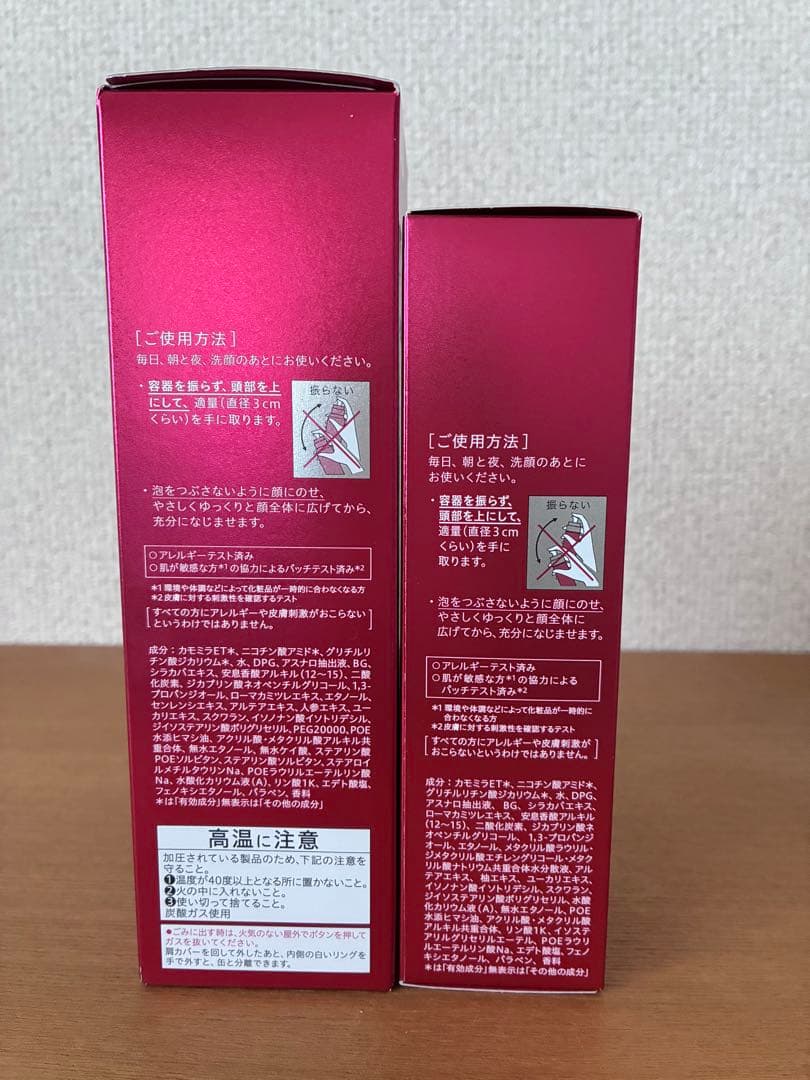 [ご使用方法]
毎日、朝と夜、洗顔のあとにお使いください。
・容器を振らず、頭部を上
にして、適量(直径3cm
くらい)を手に取ります。
振らない
・泡をつぶさないように顔にのせ、
やさしくゆっくりと顔全体に広げてから、
充分になじませます。
○アレルギーテスト済み
○肌が敏感な方*1の協力によるパッチテスト済み*2
*1 環境や体調などによって化粧品が一時的に合わなくなる方
*2 皮膚に対する刺激性を確認するテスト
[すべての方にアレルギーや皮膚刺激がおこらない
というわけではありません。]
成分:カモミラET*、ニコチン酸アミド*、グリチルリ
チン酸ジカリウム*、水、DPG、アスナロ抽出液、BG、
シラカバエキス、安息香酸アルキル(12～15)、二酸
化炭素、ジカプリン酸ネオペンチルグリコール、1,3-
プロパンジオール、ローマカミツレエキス、エタノール、
センレンシエキス、アルテアエキス、人参エキス、ユー
カリエキス、スクワラン、イソノナン酸イソトリデシル、
ジイソステアリン酸ポリグリセリル、PEG20000、POE
水添ヒマシ油、アクリル酸・メタクリル酸アルキル共
重合体、無水エタノール、無水ケイ酸、ステアリン酸
POEソルビタン、ステアリン酸ソルビタン、ステアロイ
ルメチルタウリンNa、POEラウリルエーテルリン酸
Na、水酸化カリウム液(A)、リン酸1K、エデト酸塩、
フェノキシエタノール、パラベン、香料
*は「有効成分」無表示は「その他の成分」
高温に注意
加圧されている製品のため、下記の注意を
守ること。
❶温度が40度以上となる所に置かないこと。
❷火の中に入れないこと。
❸使い切って捨てること。
炭酸ガス使用
●ごみに出す時は、火気のない屋外でボタンを押して
ガスを抜いてください。
肩カバーを回して外したあと、内側の白いリングを
手で外すと、缶と分離できます。
[ご使用方法]
毎日、朝と夜、洗顔のあとに
お使いください。
・容器を振らず、
頭部を上にして、
適量(直径3cm
くらい)を手に
取ります。
振らない
・泡をつぶさないように顔にのせ、
やさしくゆっくりと顔全体に
広げてから、充分になじませます。
○アレルギーテスト済み
○肌が敏感な方*1の協力による
パッチテスト済み*2
*1 環境や体調などによって化粧品が一時的に
合わなくなる方
*2 皮膚に対する刺激性を確認するテスト
[すべての方にアレルギーや皮膚刺激が
おこらないというわけではありません。]
成分:カモミラET*、ニコチン酸アミド*、
グリチルリチン酸ジカリウム*、水、DPG、
アスナロ抽出液、BG、シラカバエキス、
ローマカミツレエキス、安息香酸アルキル
(12～15)、二酸化炭素、ジカプリン酸ネ
オペンチルグリコール、1,3-プロパンジ
オール、エタノール、メタクリル酸ラウリル・
ジメタクリル酸エチレングリコール・メタク
リル酸ナトリウム共重合体水分散液、アル
テアエキス、柚エキス、ユーカリエキス、
イソノナン酸イソトリデシル、スクワラン、
ジイソステアリン酸ポリグリセリル、水酸
化カリウム液(A)、無水エタノール、POE
水添ヒマシ油、アクリル酸・メタクリル酸
アルキル共重合体、リン酸1K、イソステ
アリルグリセリルエーテル、POEラウリ
ルエーテルリン酸Na、エデト酸塩、フェノ
キシエタノール、パラベン、香料
*は「有効成分」無表示は「その他の成分」